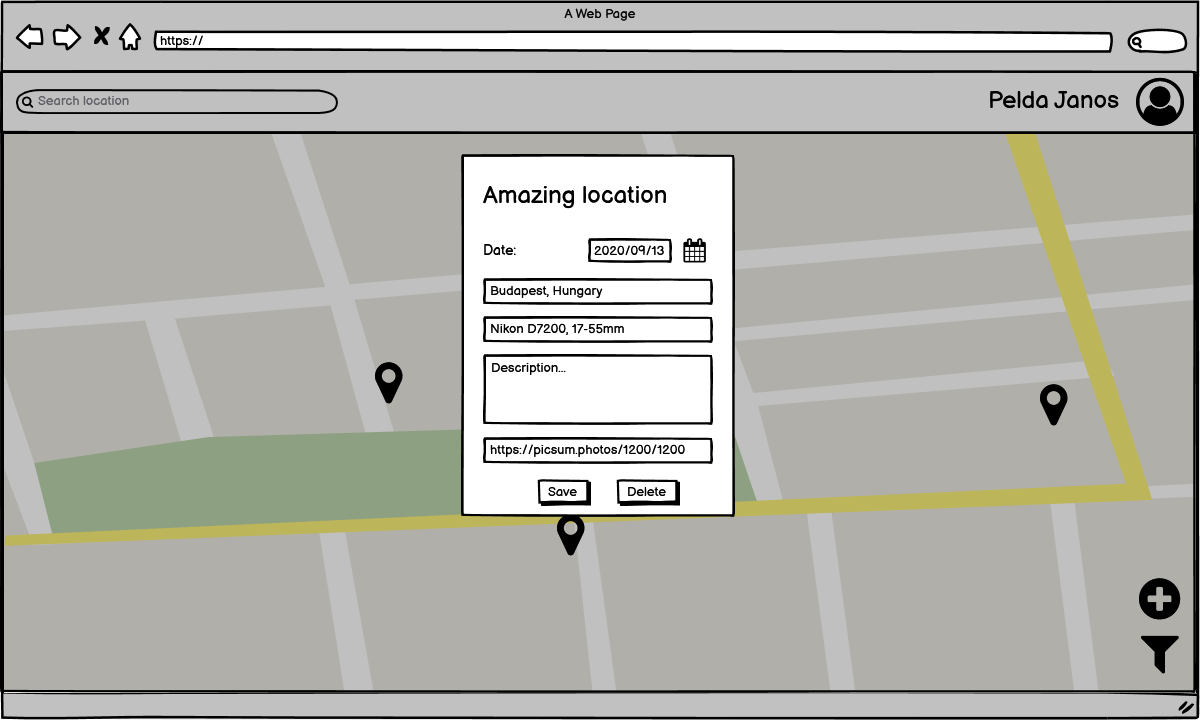 A Web Page
https://
Search location
Pelda Janos
Amazing location
Date:
2020/09/13
Budapest, Hungary
Nikon D7200, 17-55mm
Description...
https://picsum.photos/1200/1200
Save
Delete